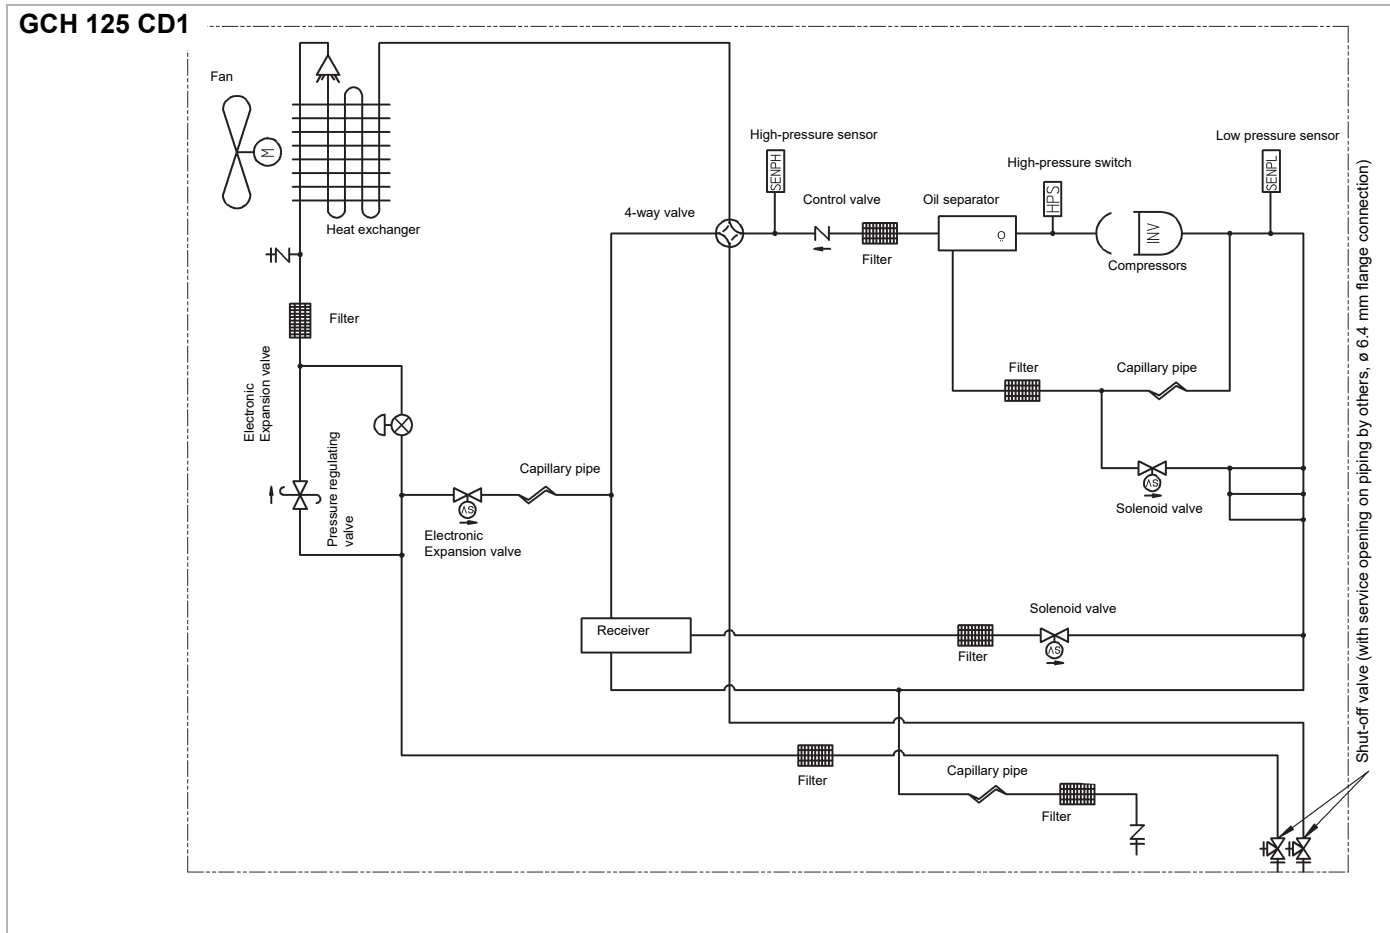 GCH 125 CD1
Fan
M
Heat exchanger
High-pressure sensor
SENPH
Low pressure sensor
SENPL
High-pressure switch
HPS
4-way valve
Control valve
Oil separator
Filter
INV
Compressors
Filter
Electronic
Expansion valve
Pressure regulating
valve
Filter
Capillary pipe
Capillary pipe
SV
Electronic
Expansion valve
SV
Solenoid valve
Receiver
Solenoid valve
SV
Filter
Filter
Capillary pipe
Filter
Shut-off valve (with service opening on piping by others, ø 6.4 mm flange connection)